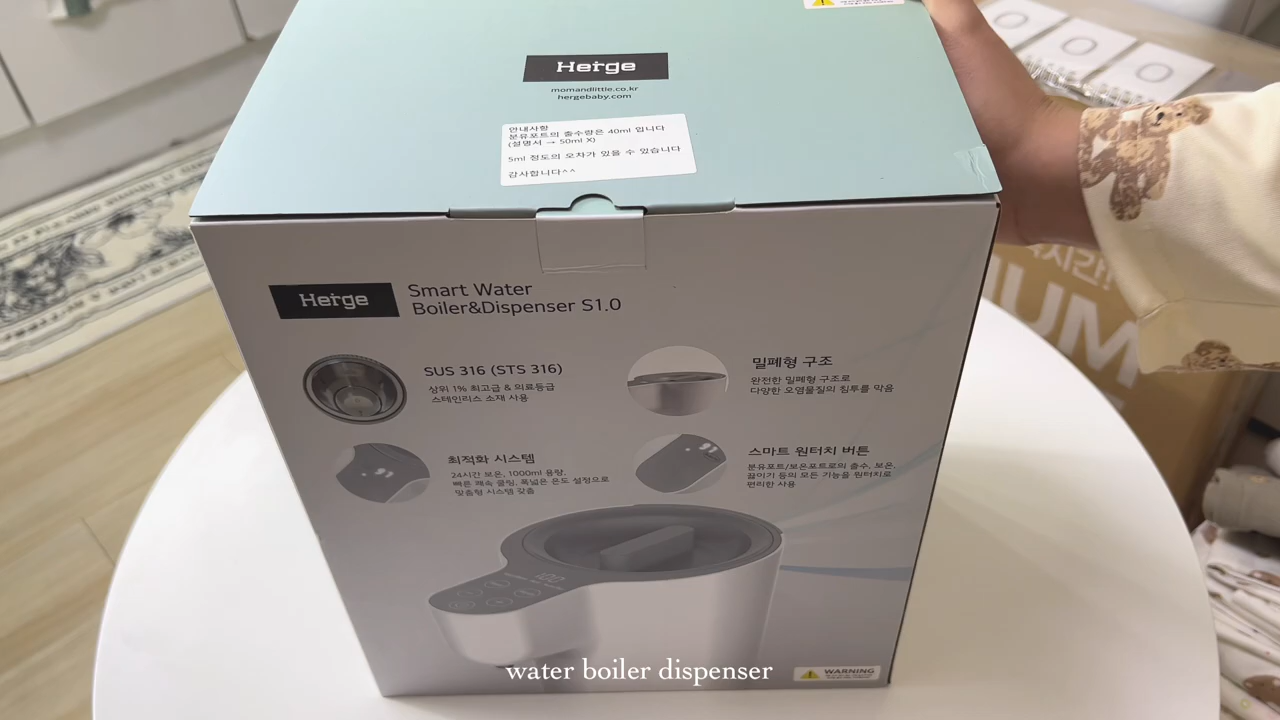 Herge
momandlittle.co.kr
hergebaby.com
안내사항
분유포트의 출수량은 40ml 입니다
(설명서 → 50ml X)
5ml 정도의 오차가 있을 수 있습니다
감사합니다^^
Herge
Smart Water
Boiler&Dispenser S1.0
SUS 316 (STS 316)
상위 1% 최고급 & 의료등급
스테인리스 소재 사용
밀폐형 구조
완전한 밀폐형 구조로
다양한 오염물질의 침투를 막음
최적화 시스템
24시간 보온, 1000ml 용량,
빠른 쾌속 쿨링, 폭넓은 온도 설정으로
맞춤형 시스템 갖춤
스마트 원터치 버튼
분유포트/보온포트로의 출수, 보온,
끓이기 등의 모든 기능을 원터치로
편리한 사용
100
WARNING
water boiler dispenser